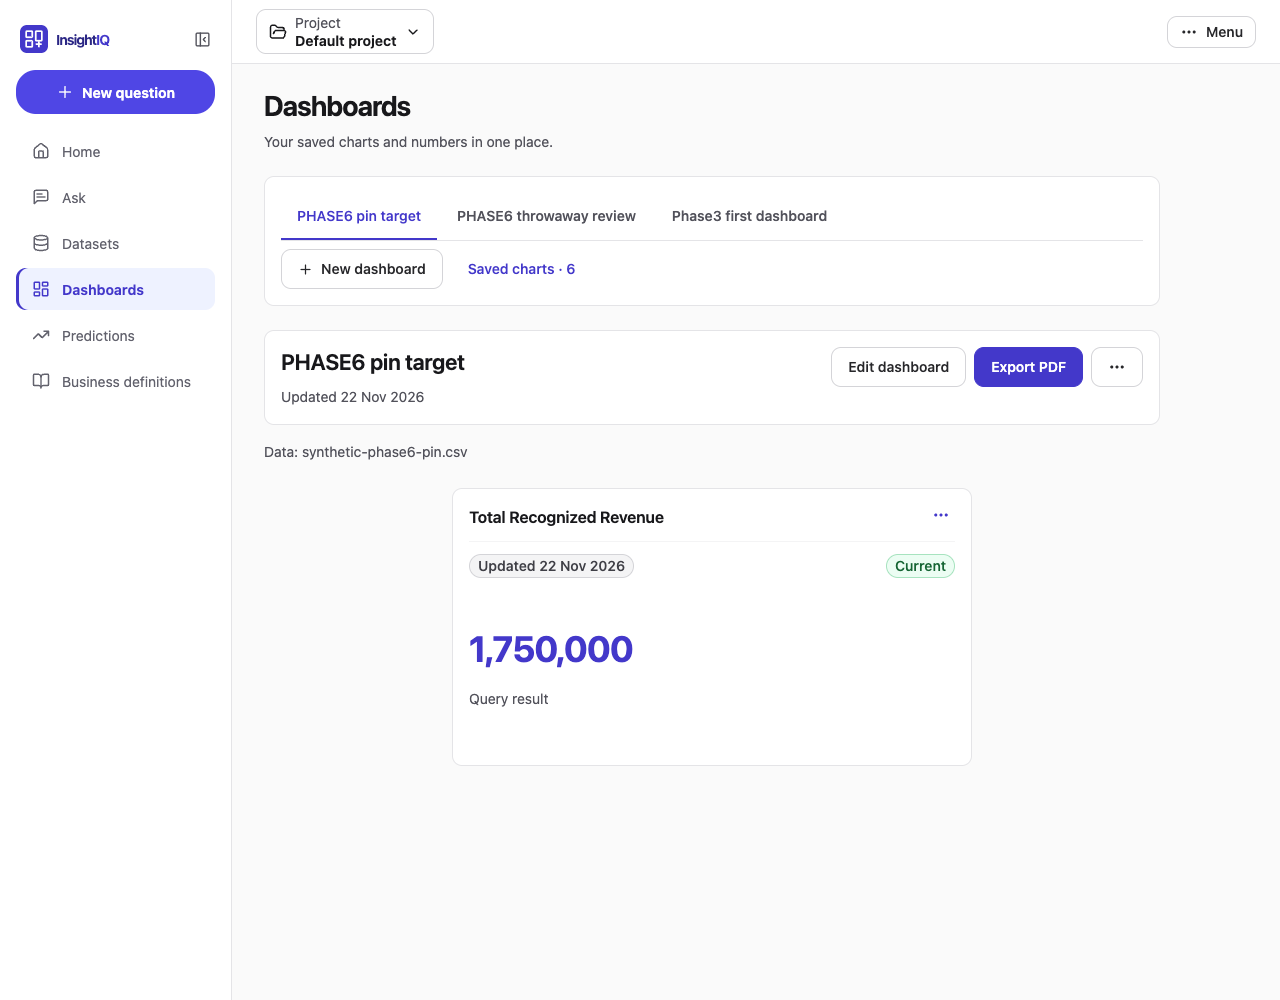 InsightIQ
Project
Default project
Menu
New question
Home
Ask
Datasets
Dashboards
Predictions
Business definitions
Dashboards
Your saved charts and numbers in one place.
PHASE6 pin target
PHASE6 throwaway review
Phase3 first dashboard
New dashboard
Saved charts · 6
PHASE6 pin target
Updated 22 Nov 2026
Edit dashboard
Export PDF
Data: synthetic-phase6-pin.csv
Total Recognized Revenue
Updated 22 Nov 2026
Current
1,750,000
Query result